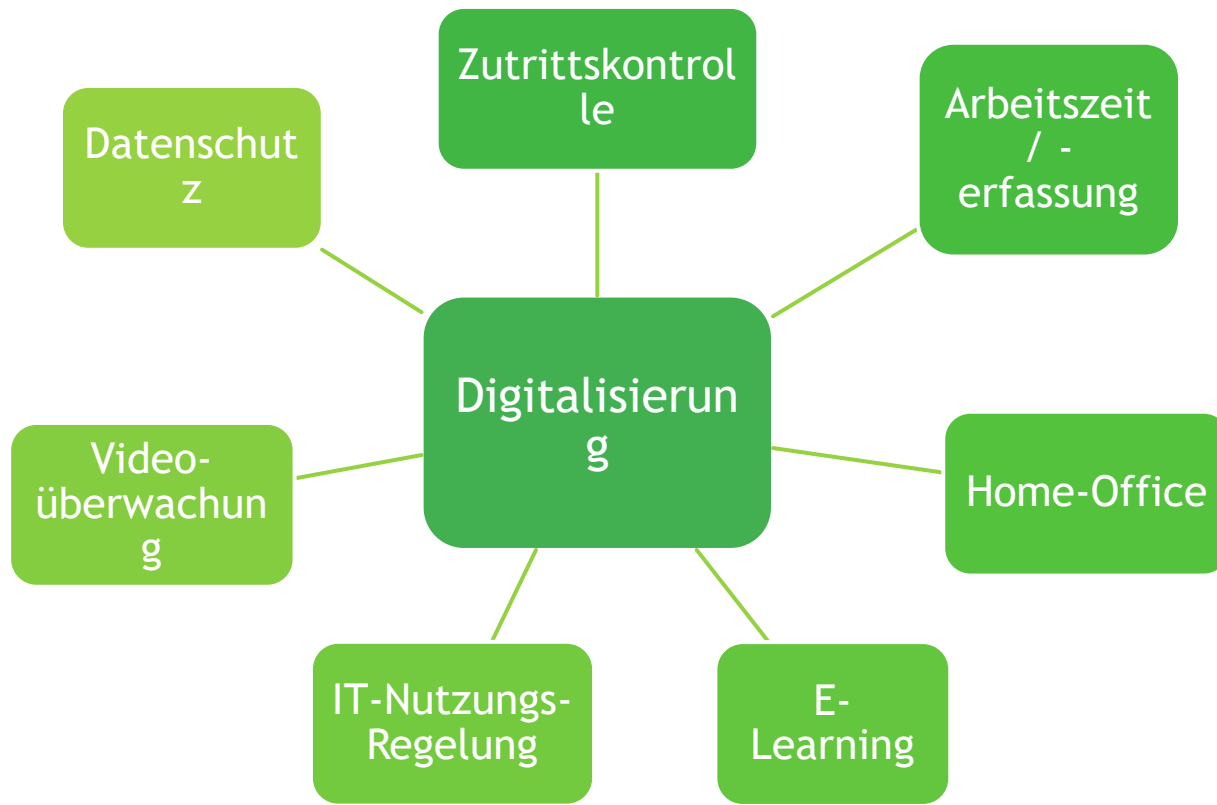 Zutrittskontrol
le
Arbeitszeit
/ -
erfassung
Datenschut
z
Digitalisierun
g
Video-
überwachun
g
Home-Office
IT-Nutzungs-
Regelung
E-
Learning